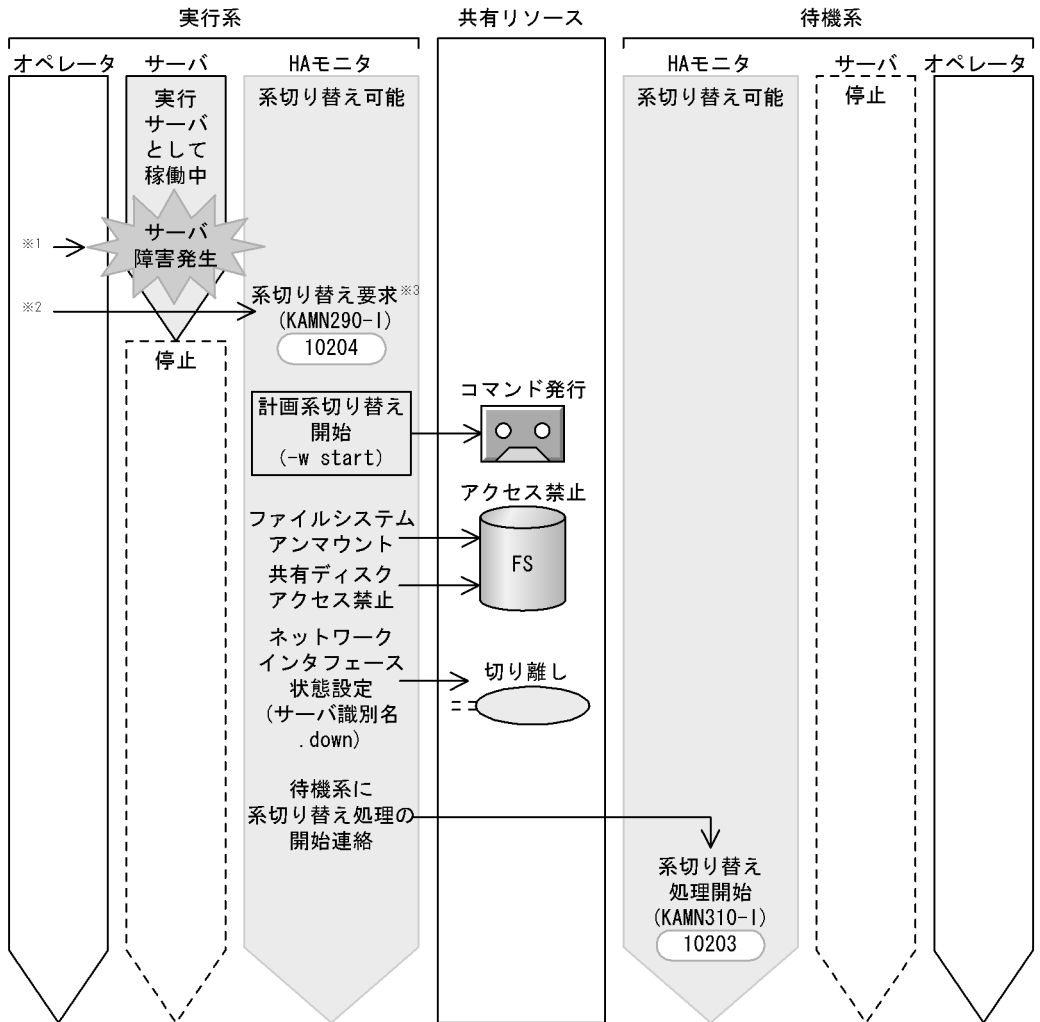 実行系
共有リソース
待機系
オペレータ
サーバ
HAモニタ
HAモニタ
サーバ
オペレータ
実行
サーバ
として
稼働中
系切り替え可能
系切り替え可能
停止
※1
サーバ
障害発生
※2
系切り替え要求※3
(KAMN290-I)
10204
停止
計画系切り替え
開始
(-w start)
コマンド発行
アクセス禁止
ファイルシステム
アンマウント
共有ディスク
アクセス禁止
FS
ネットワーク
インタフェース
状態設定
(サーバ識別名
.down)
切り離し
待機系に
系切り替え処理の
開始連絡
系切り替え
処理開始
(KAMN310-I)
10203